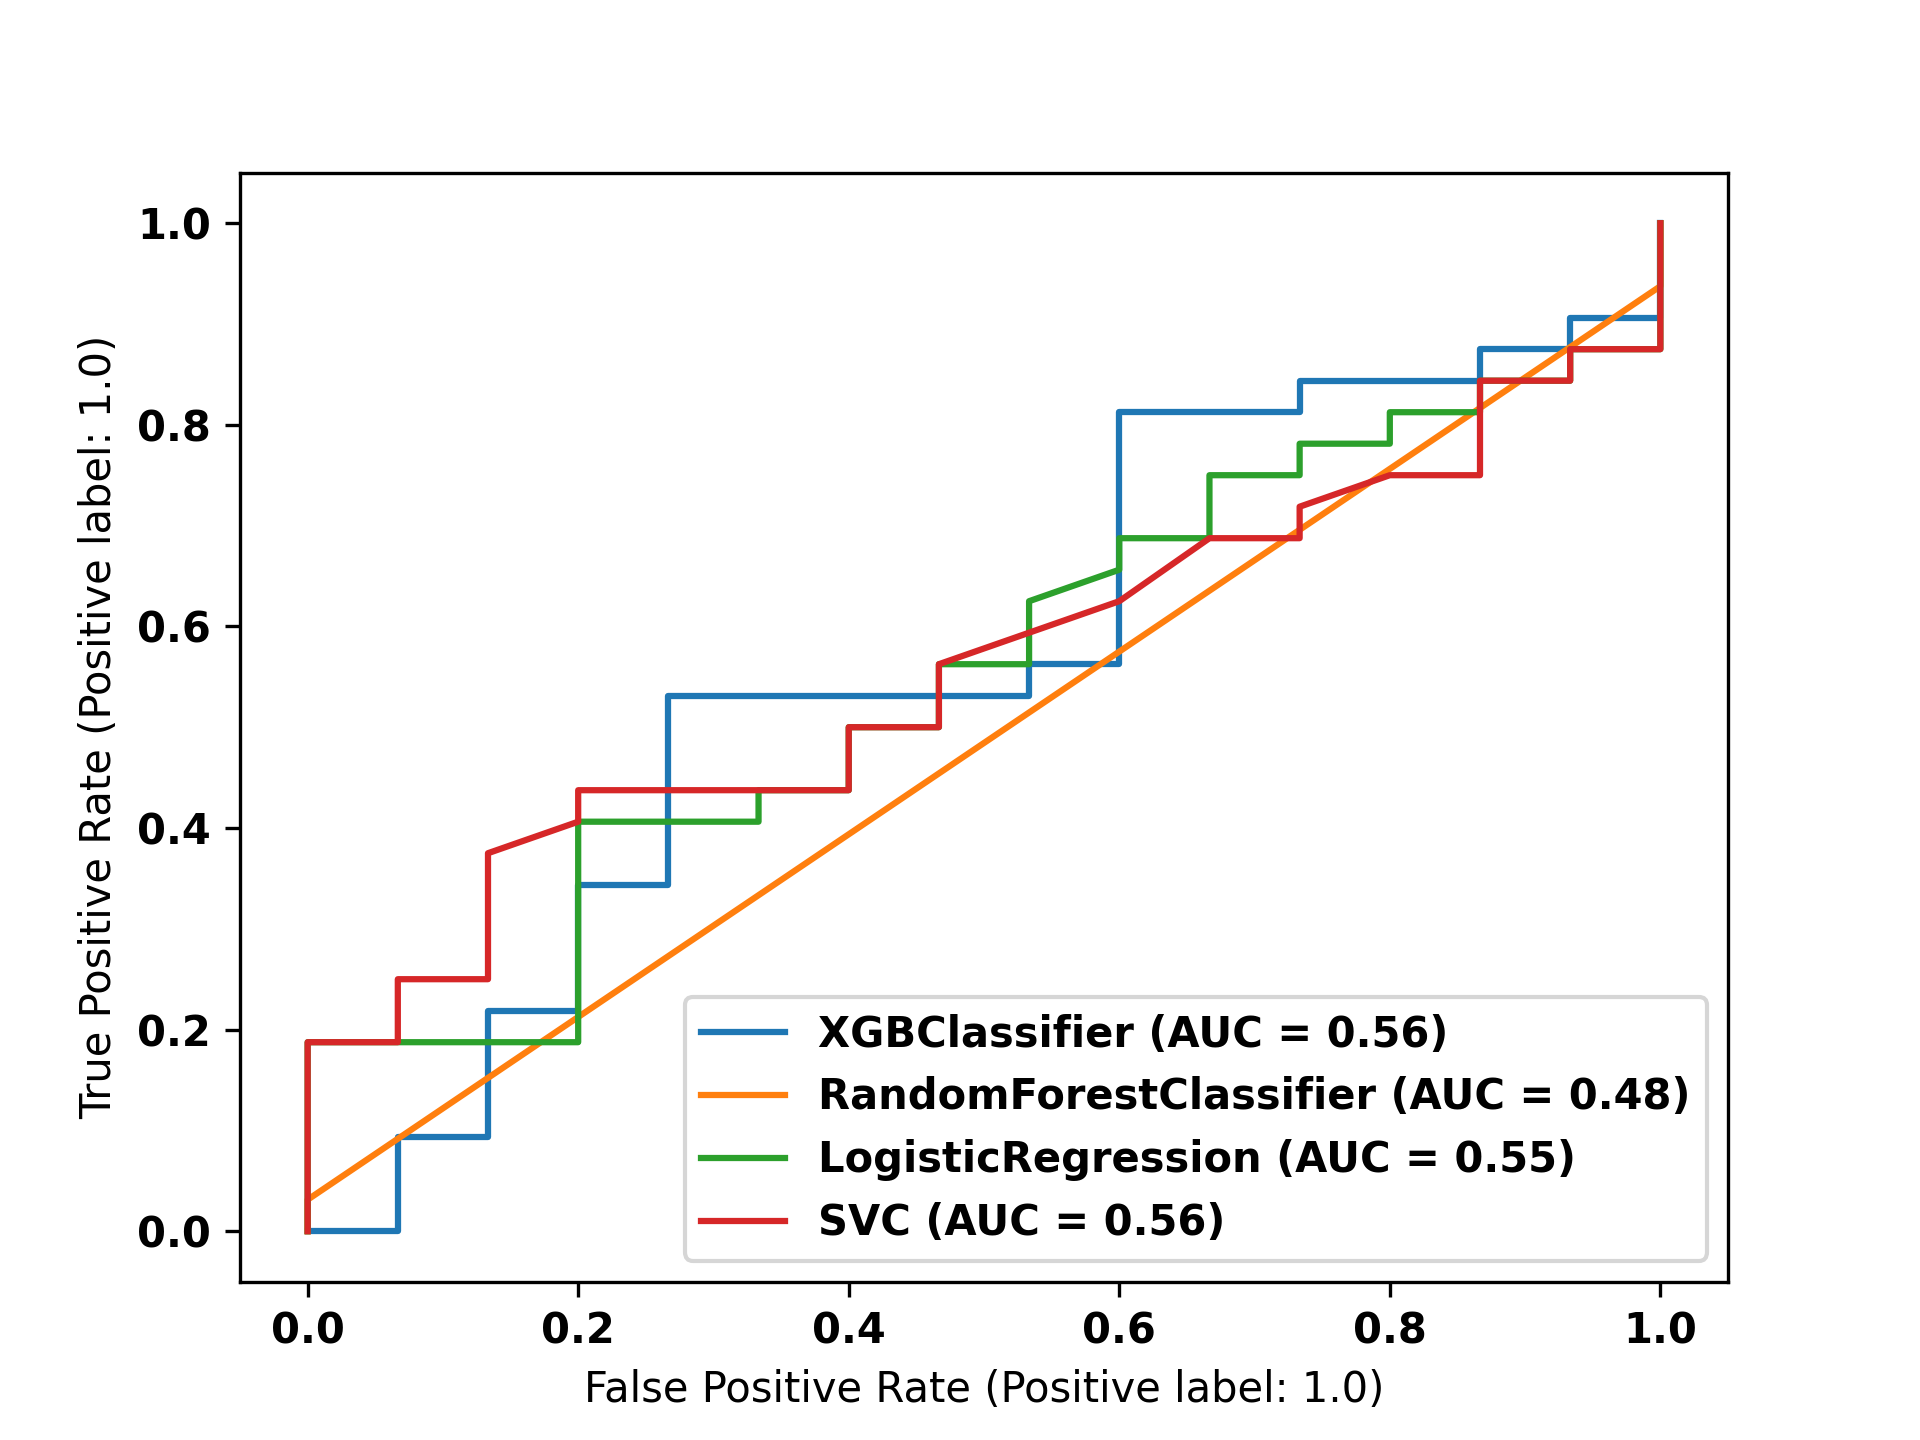 True Positive Rate (Positive label: 1.0)
1.0
0.8
0.6
0.4
0.2
0.0
XGBClassifier (AUC = 0.56)
RandomForestClassifier (AUC = 0.48)
LogisticRegression (AUC = 0.55)
SVC (AUC = 0.56)
0.0 0.2 0.4 0.6 0.8 1.0
False Positive Rate (Positive label: 1.0)